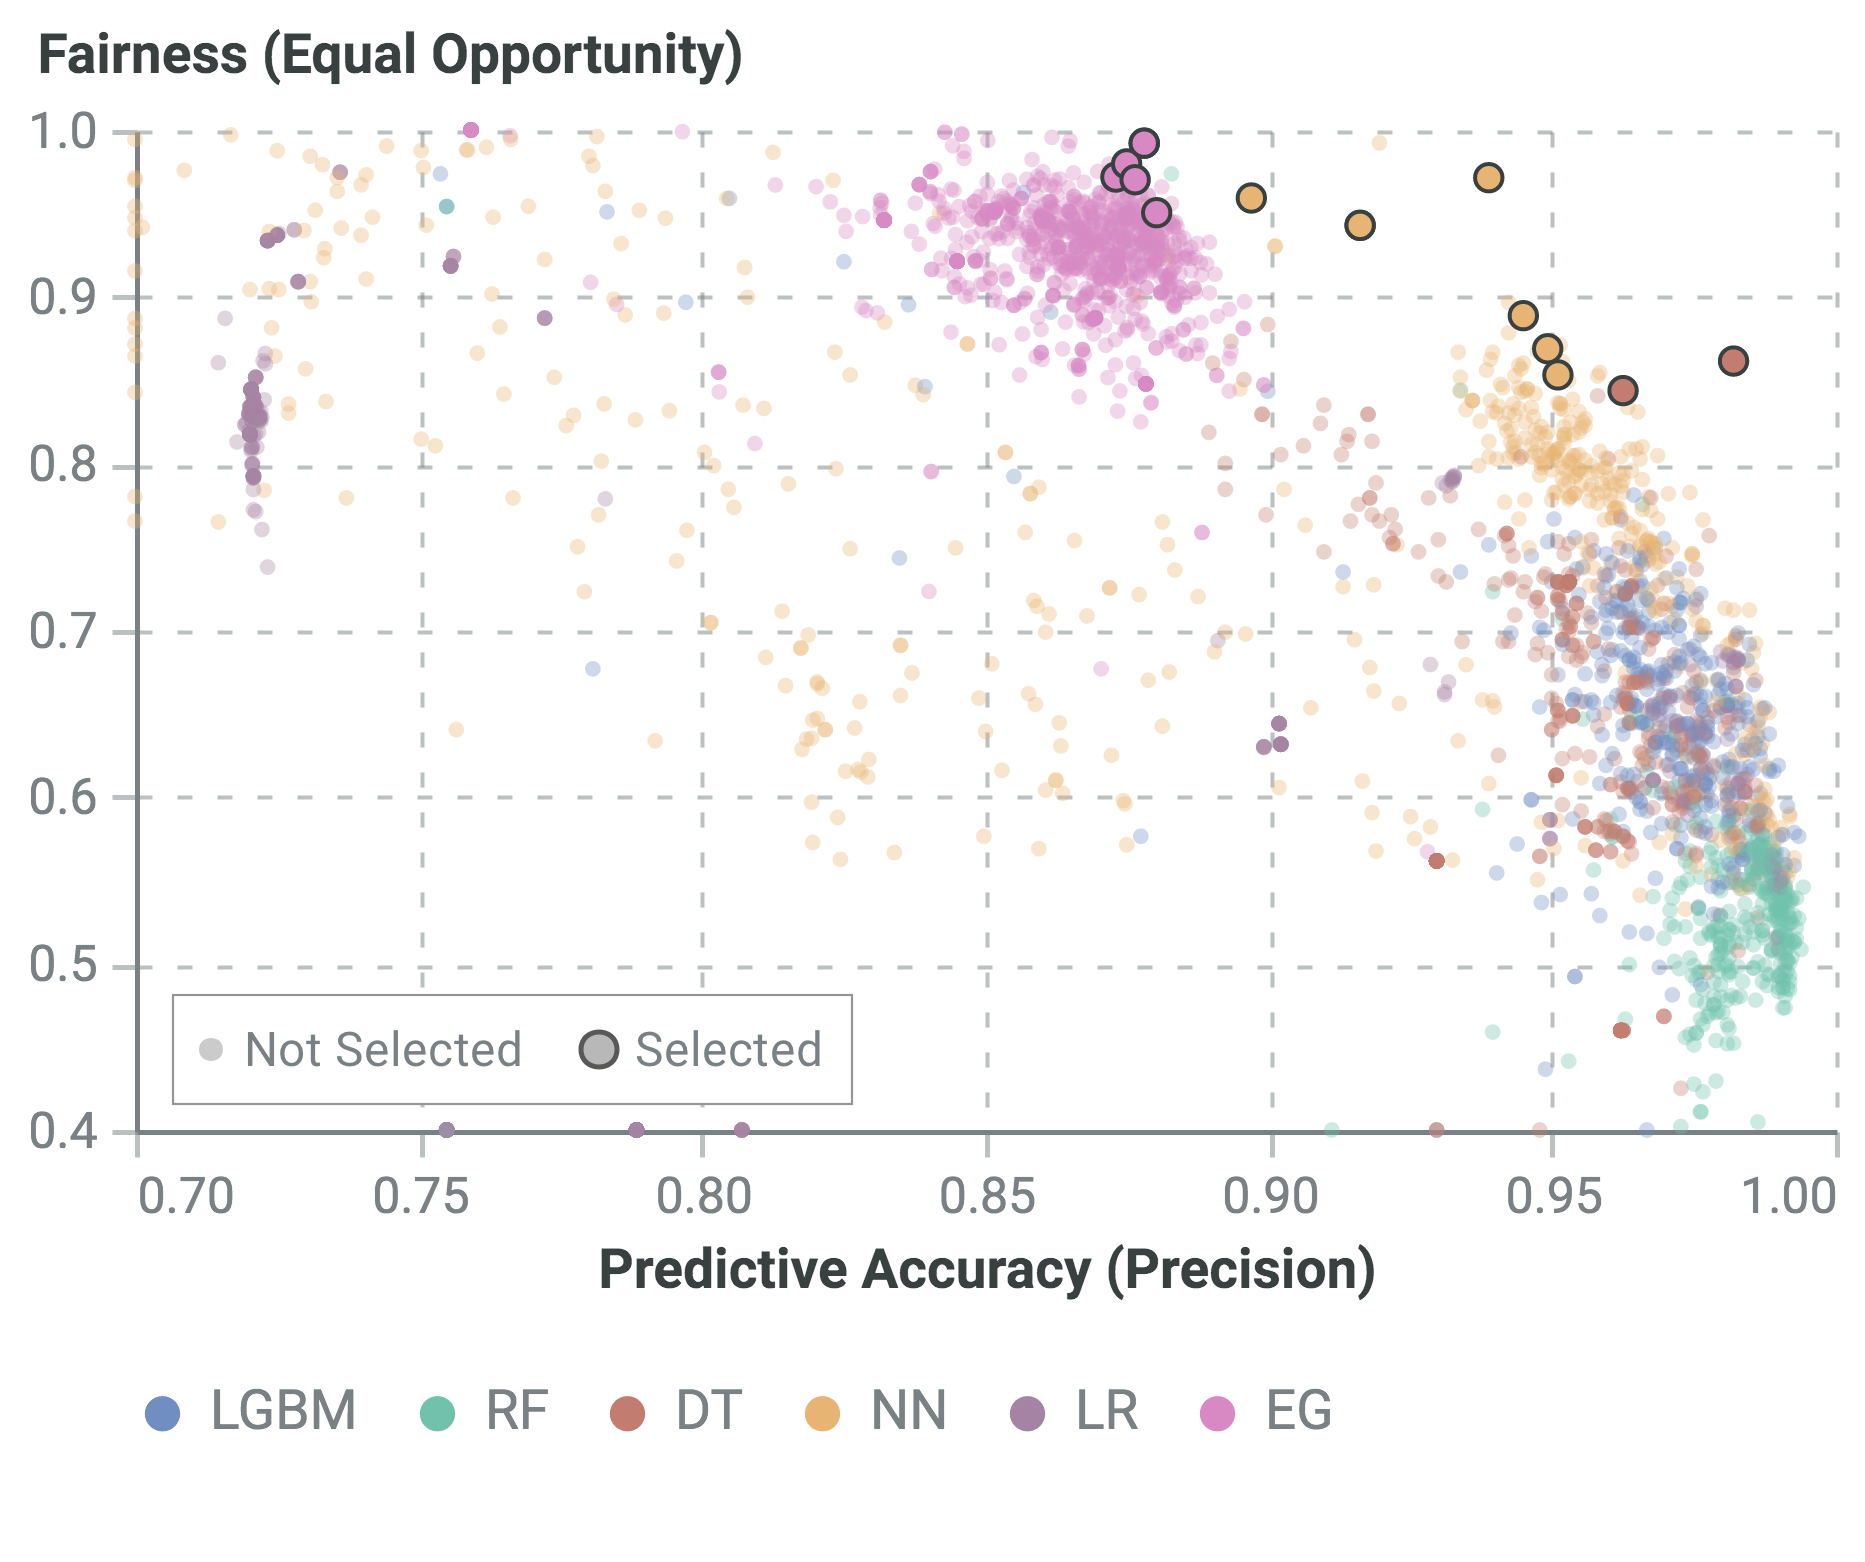 Fairness (Equal Opportunity)
1.0
0.9
0.8
0.7
0.6
0.5
0.4
Not Selected Selected
0.70 0.75 0.80 0.85 0.90 0.95 1.00
Predictive Accuracy (Precision)
LGBM RF DT NN LR EG